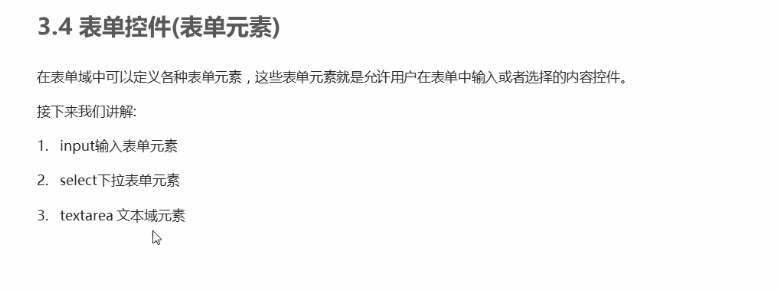 3.4 表单控件(表单元素)
在表单域中可以定义各种表单元素，这些表单元素就是允许用户在表单中输入或者选择的内容控件。
接下来我们讲解:
1. input输入表单元素
2. select下拉表单元素
3. textarea 文本域元素